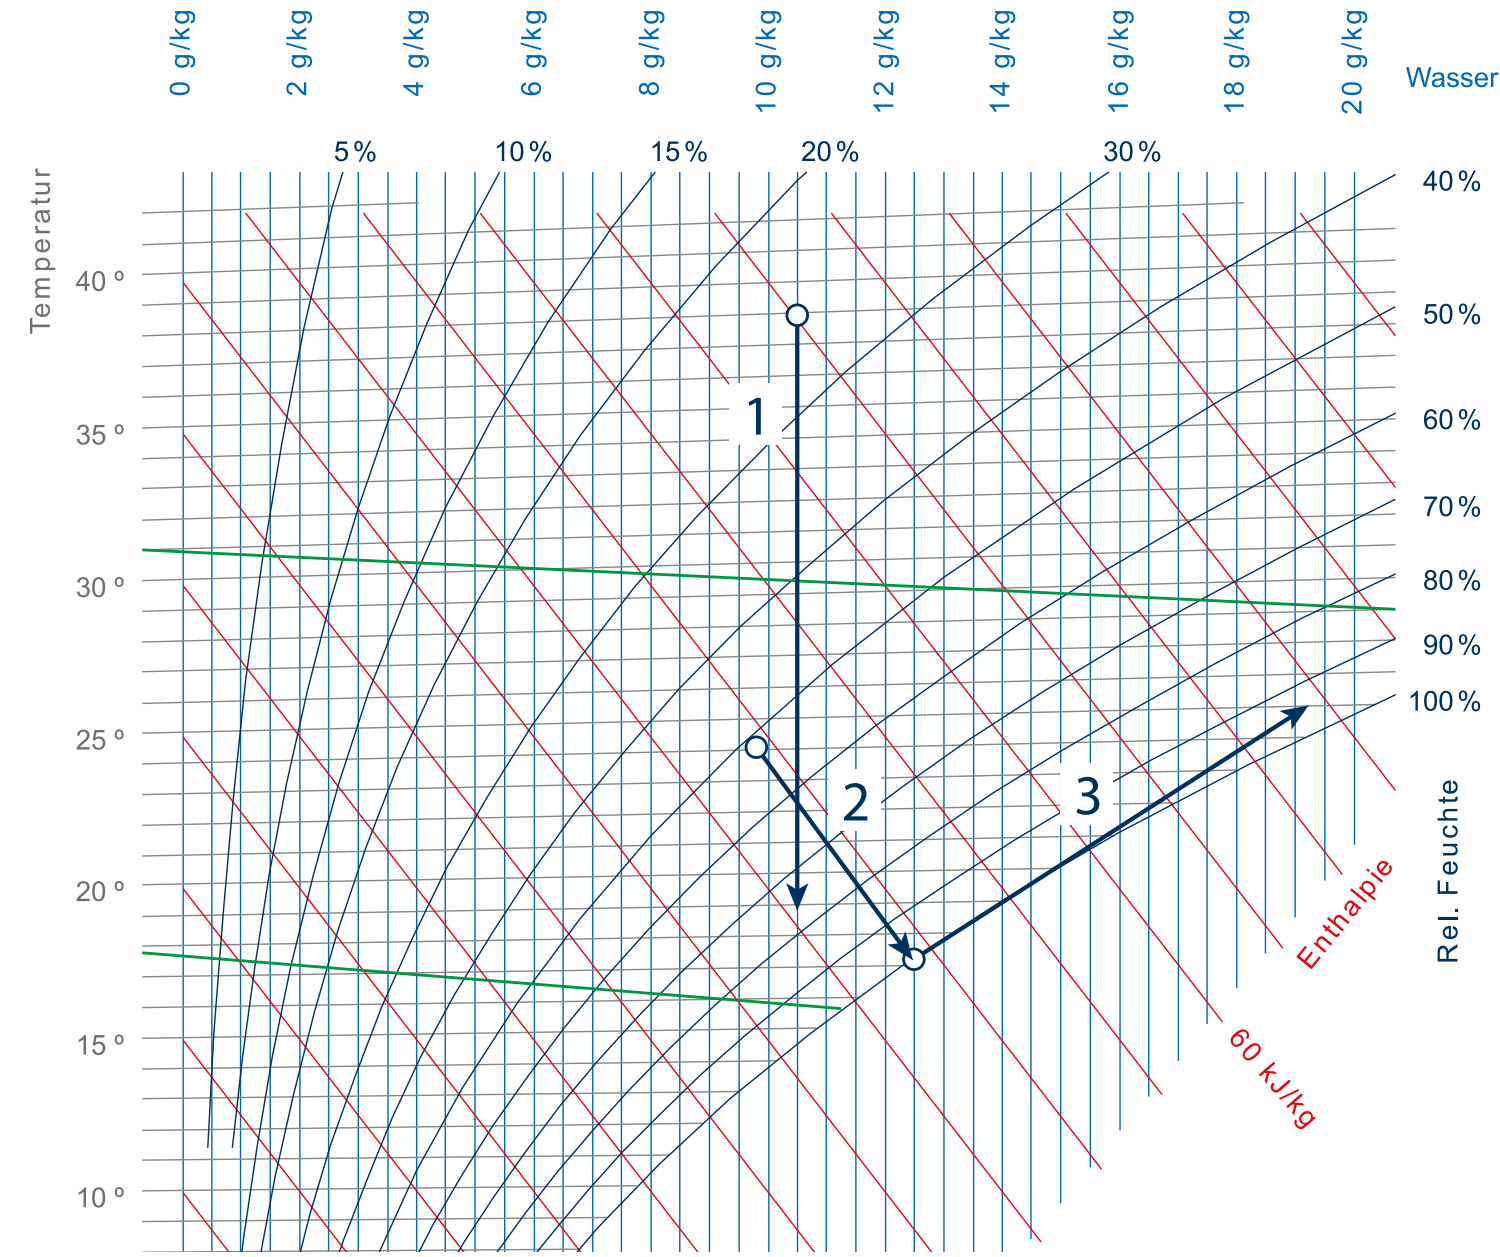 0 g/kg
2 g/kg
4 g/kg
6 g/kg
8 g/kg
10 g/kg
12 g/kg
14 g/kg
16 g/kg
18 g/kg
20 g/kg
Wasser
5 %
10 %
15 %
20 %
30 %
40 %
50 %
60 %
70 %
80 %
90 %
100 %
Temperatur
40 °
35 °
30 °
25 °
20 °
15 °
10 °
1
2
3
Enthalpie
60 kJ/kg
Rel. Feuchte